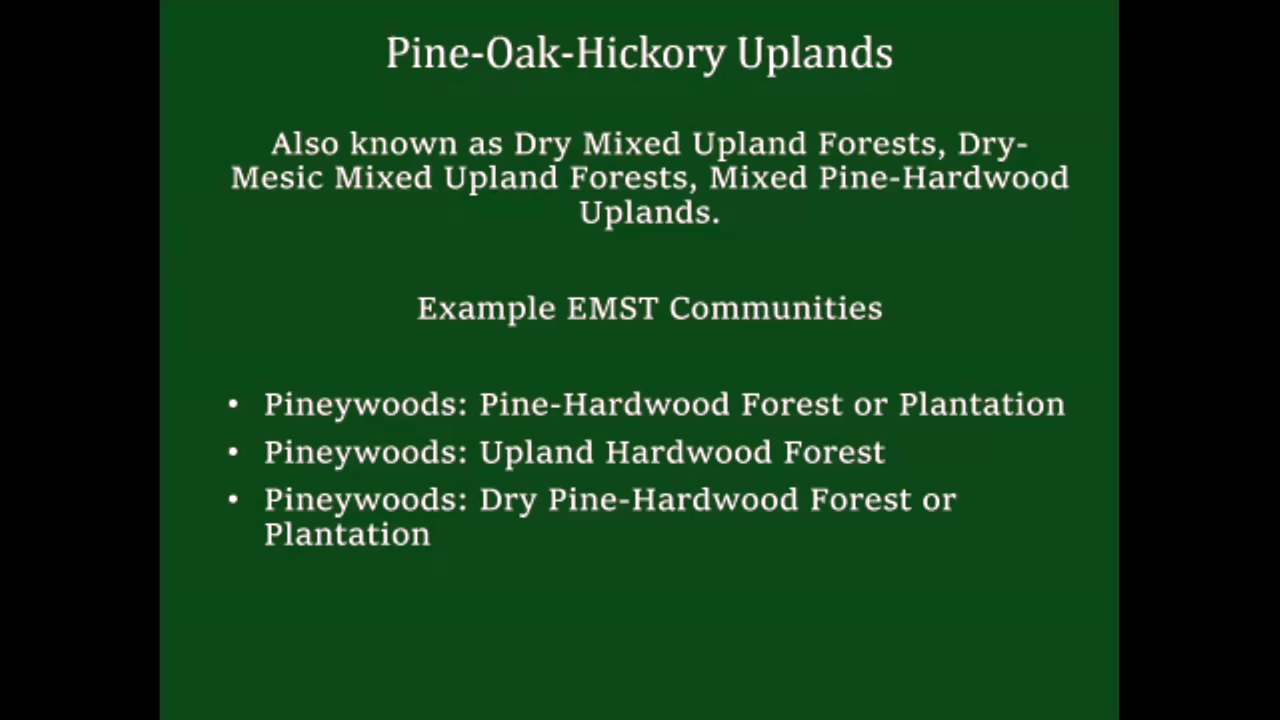 Pine-Oak-Hickory Uplands
Also known as Dry Mixed Upland Forests, Dry-
Mesic Mixed Upland Forests, Mixed Pine-Hardwood
Uplands.
Example EMST Communities
• Pineywoods: Pine-Hardwood Forest or Plantation
• Pineywoods: Upland Hardwood Forest
• Pineywoods: Dry Pine-Hardwood Forest or
Plantation